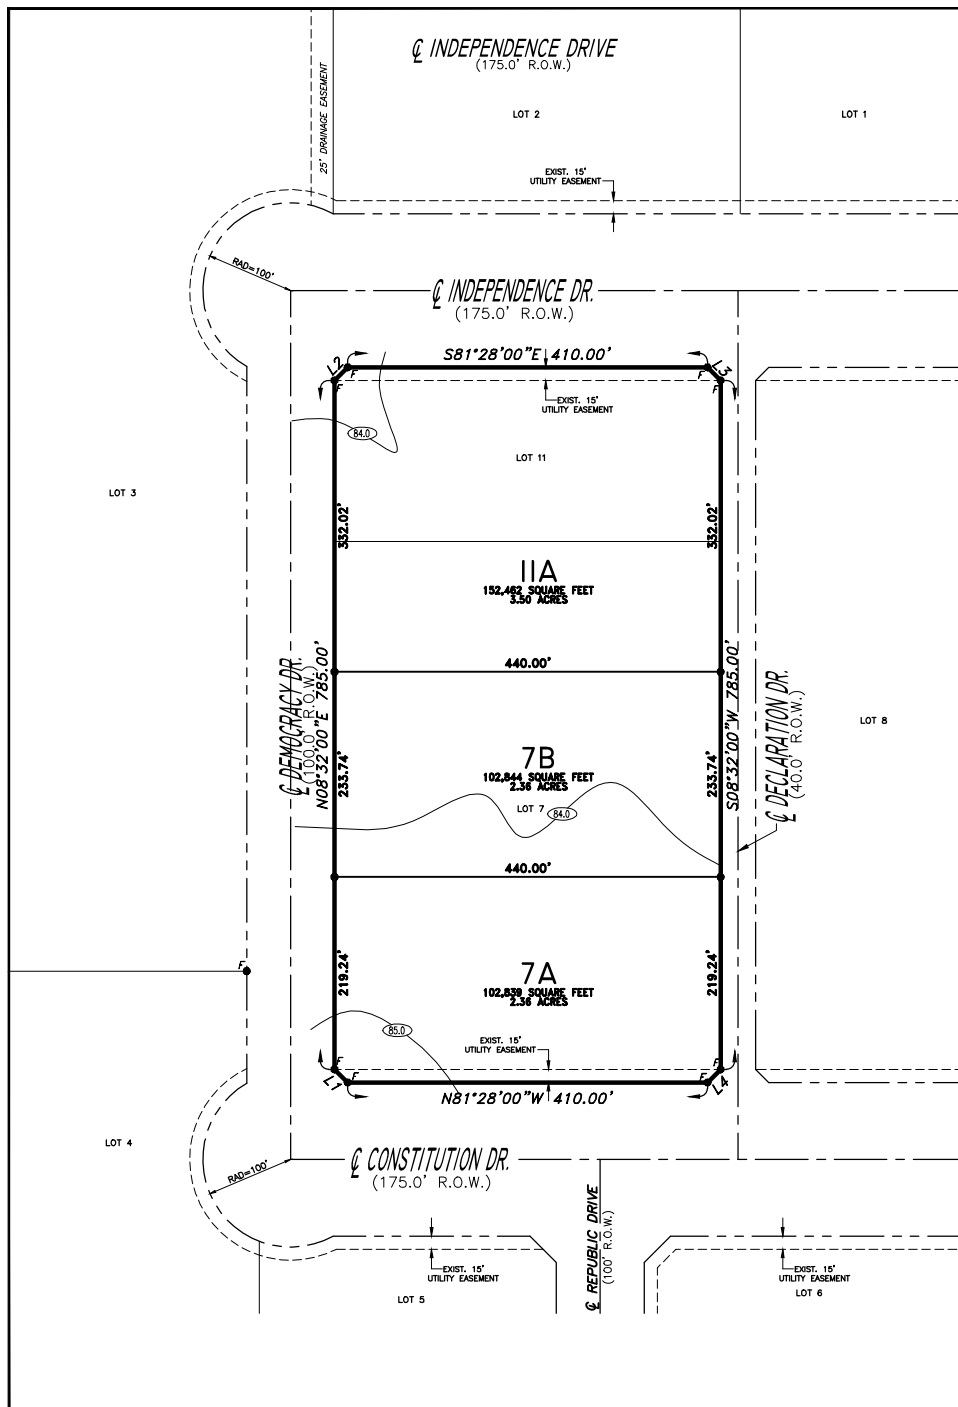 ℄ INDEPENDENCE DRIVE
(175.0' R.O.W.)
25' DRAINAGE EASEMENT
LOT 2
LOT 1
EXIST. 15'
UTILITY EASEMENT
RAD=100'
℄ INDEPENDENCE DR.
(175.0' R.O.W.)
S81°28'00"E 410.00'
L2
L3
F
F
F
F
EXIST. 15'
UTILITY EASEMENT
84.0
LOT 11
LOT 3
332.02'
332.02'
11A
152,462 SQUARE FEET
3.50 ACRES
440.00'
℄ DEMOCRACY DR.
(100.0' R.O.W.)
N08°32'00"E 785.00'
S08°32'00"W 785.00'
℄ DECLARATION DR.
(40.0' R.O.W.)
LOT 8
233.74'
233.74'
7B
102,844 SQUARE FEET
2.36 ACRES
LOT 7
84.0
440.00'
219.24'
219.24'
F
7A
102,839 SQUARE FEET
2.36 ACRES
85.0
EXIST. 15'
UTILITY EASEMENT
F
F
F
F
L1
L4
N81°28'00"W 410.00'
LOT 4
RAD=100'
℄ CONSTITUTION DR.
(175.0' R.O.W.)
℄ REPUBLIC DRIVE
(100' R.O.W.)
EXIST. 15'
UTILITY EASEMENT
LOT 5
EXIST. 15'
UTILITY EASEMENT
LOT 6